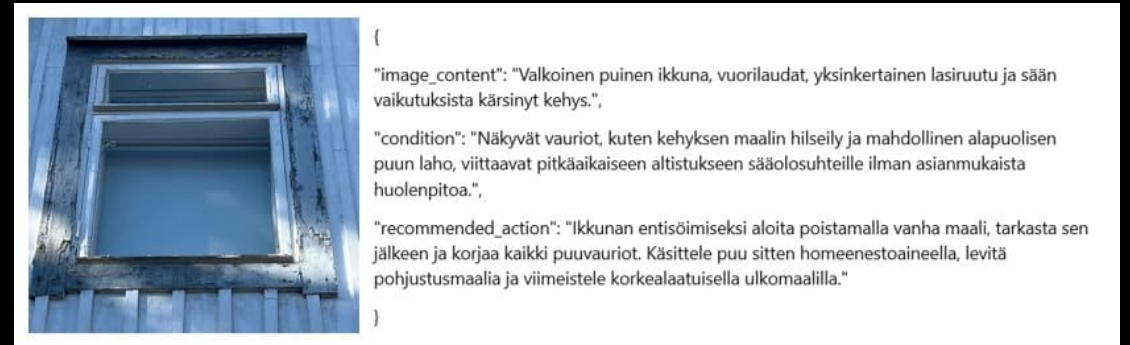 {
"image_content": "Valkoinen puinen ikkuna, vuorilaudat, yksinkertainen lasiruutu ja sään
vaikutuksista kärsinyt kehys.",
"condition": "Näkyvät vauriot, kuten kehyksen maalin hilseily ja mahdollinen alapuolisen
puun laho, viittaavat pitkäaikaiseen altistukseen sääolosuhteille ilman asianmukaista
huolenpitoa.",
"recommended_action": "Ikkunan entisöimiseksi aloita poistamalla vanha maali, tarkasta sen
jälkeen ja korjaa kaikki puuvauriot. Käsittele puu sitten homeenestoaineella, levitä
pohjustusmaalia ja viimeistele korkealaatuisella ulkomaalilla."
}